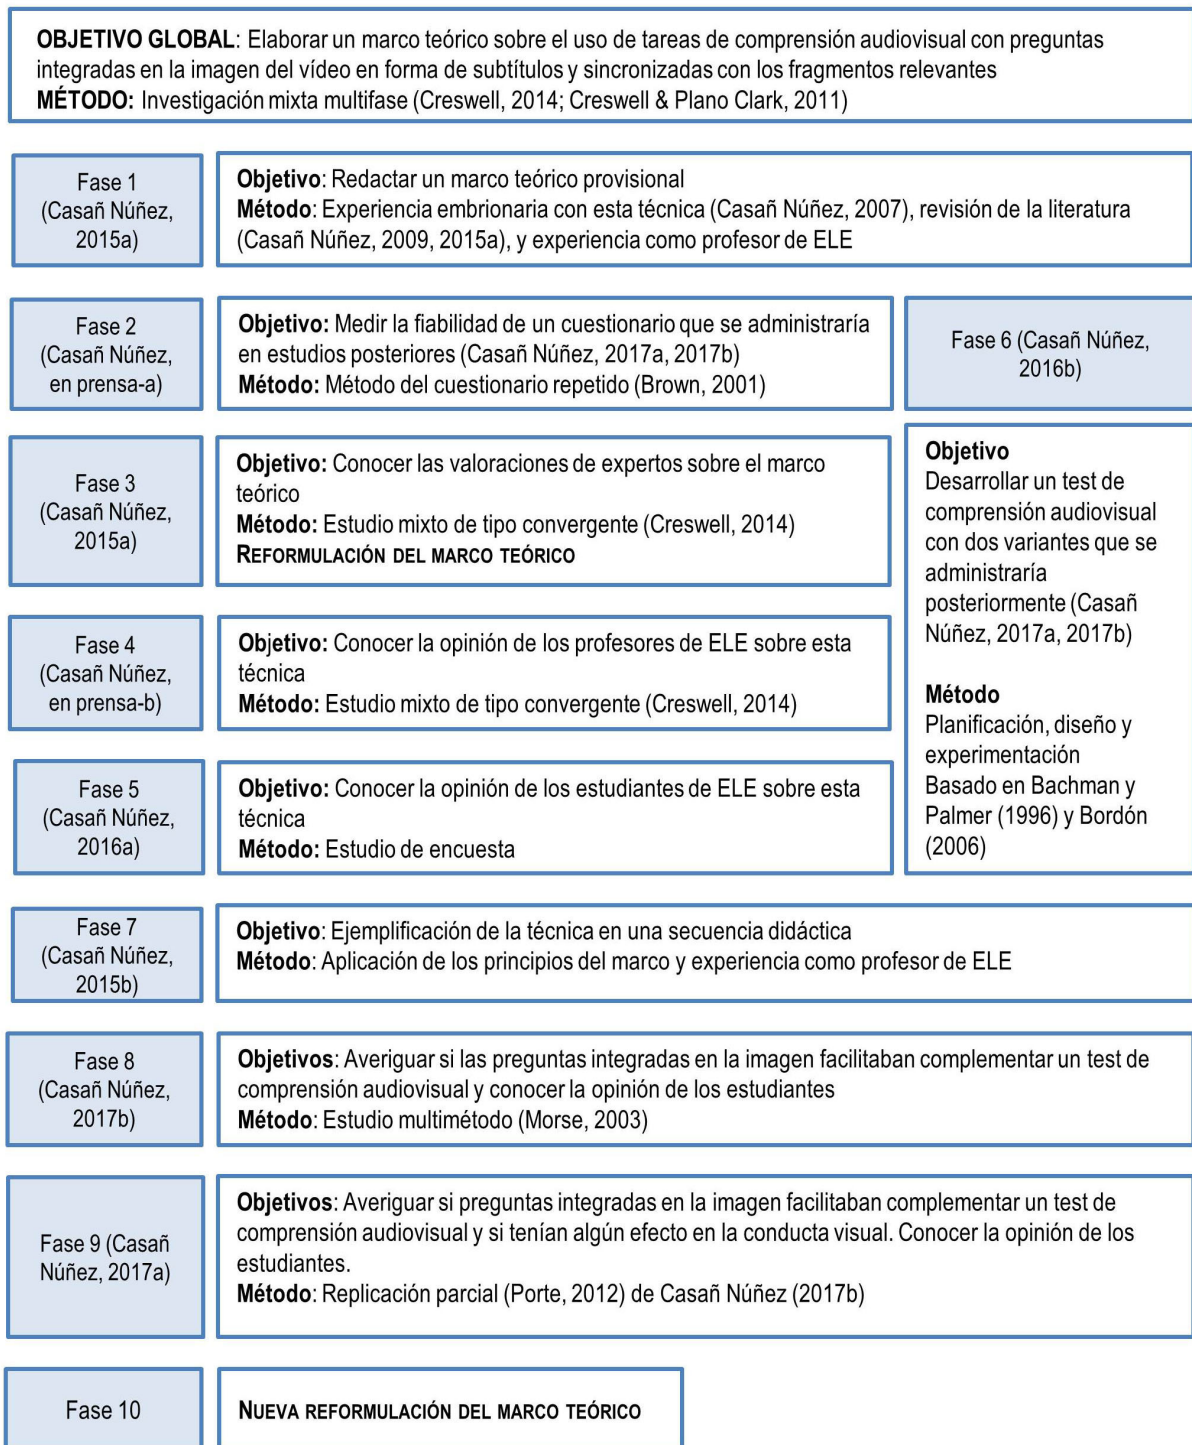 OBJETIVO GLOBAL: Elaborar un marco teórico sobre el uso de tareas de comprensión audiovisual con preguntas
integradas en la imagen del vídeo en forma de subtítulos y sincronizadas con los fragmentos relevantes
MÉTODO: Investigación mixta multifase (Creswell, 2014; Creswell & Plano Clark, 2011)
Fase 1
(Casañ Núñez,
2015a)
Objetivo: Redactar un marco teórico provisional
Método: Experiencia embrionaria con esta técnica (Casañ Núñez, 2007), revisión de la literatura
(Casañ Núñez, 2009, 2015a), y experiencia como profesor de ELE
Fase 2
(Casañ Núñez,
en prensa-a)
Objetivo: Medir la fiabilidad de un cuestionario que se administraría
en estudios posteriores (Casañ Núñez, 2017a, 2017b)
Método: Método del cuestionario repetido (Brown, 2001)
Fase 3
(Casañ Núñez,
2015a)
Objetivo: Conocer las valoraciones de expertos sobre el marco
teórico
Método: Estudio mixto de tipo convergente (Creswell, 2014)
REFORMULACIÓN DEL MARCO TEÓRICO
Fase 4
(Casañ Núñez,
en prensa-b)
Objetivo: Conocer la opinión de los profesores de ELE sobre esta
técnica
Método: Estudio mixto de tipo convergente (Creswell, 2014)
Fase 5
(Casañ Núñez,
2016a)
Objetivo: Conocer la opinión de los estudiantes de ELE sobre esta
técnica
Método: Estudio de encuesta
Fase 6 (Casañ Núñez,
2016b)
Objetivo
Desarrollar un test de
comprensión audiovisual
con dos variantes que se
administraría
posteriormente (Casañ
Núñez, 2017a, 2017b)
Método
Planificación, diseño y
experimentación
Basado en Bachman y
Palmer (1996) y Bordón
(2006)
Fase 7
(Casañ Núñez,
2015b)
Objetivo: Ejemplificación de la técnica en una secuencia didáctica
Método: Aplicación de los principios del marco y experiencia como profesor de ELE
Fase 8
(Casañ Núñez,
2017b)
Objetivos: Averiguar si las preguntas integradas en la imagen facilitaban complementar un test de
comprensión audiovisual y conocer la opinión de los estudiantes
Método: Estudio multimétodo (Morse, 2003)
Fase 9 (Casañ
Núñez, 2017a)
Objetivos: Averiguar si preguntas integradas en la imagen facilitaban complementar un test de
comprensión audiovisual y si tenían algún efecto en la conducta visual. Conocer la opinión de los
estudiantes.
Método: Replicación parcial (Porte, 2012) de Casañ Núñez (2017b)
Fase 10
NUEVA REFORMULACIÓN DEL MARCO TEÓRICO